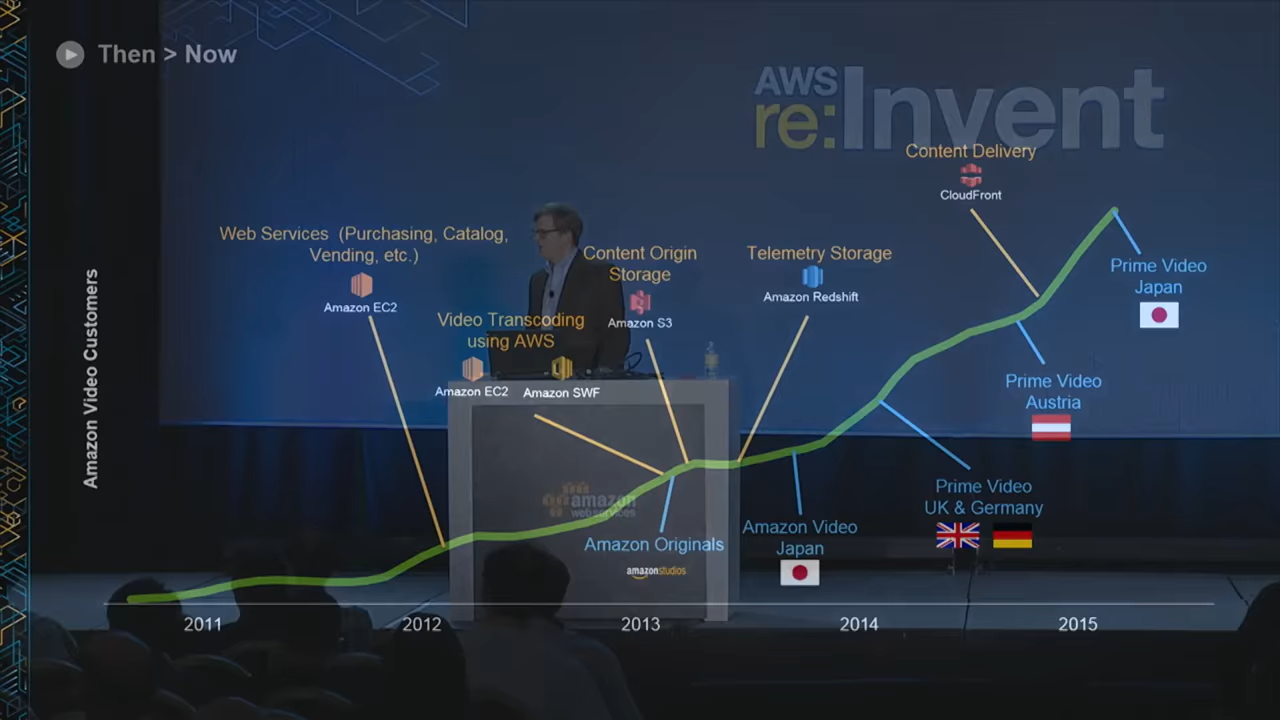 Then > Now
AWS
re:Invent
Content Delivery
CloudFront
Web Services (Purchasing, Catalog,
Vending, etc.)
Amazon EC2
Content Origin
Storage
Amazon S3
Telemetry Storage
Amazon Redshift
Prime Video
Japan
Video Transcoding
using AWS
Amazon EC2
Amazon SWF
Prime Video
Austria
Amazon Video Customers
Prime Video
UK & Germany
amazon
web services
Amazon Originals
amazonstudios
Amazon Video
Japan
2011
2012
2013
2014
2015